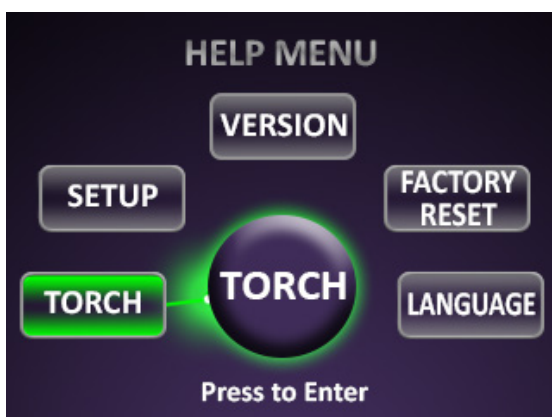 HELP MENU
VERSION
SETUP
FACTORY
RESET
TORCH
TORCH
LANGUAGE
Press to Enter